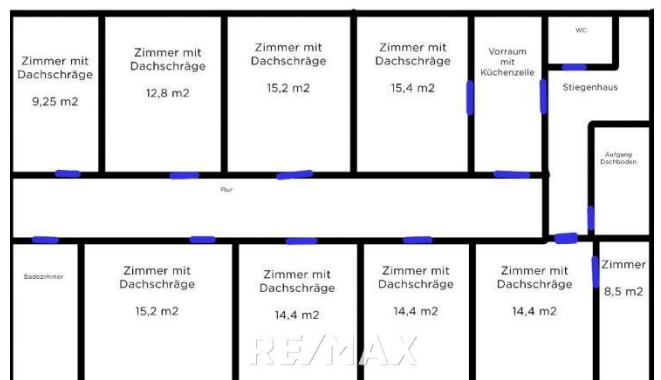 Zimmer mit
Dachschräge
9,25 m2
Zimmer mit
Dachschräge
12,8 m2
Zimmer mit
Dachschräge
15,2 m2
Zimmer mit
Dachschräge
15,4 m2
Vorraum
mit
Küchenzeile
WC
Stiegenhaus
Aufgang
Dachboden
Flur
Badezimmer
Zimmer mit
Dachschräge
15,2 m2
Zimmer mit
Dachschräge
14,4 m2
Zimmer mit
Dachschräge
14,4 m2
Zimmer mit
Dachschräge
14,4 m2
Zimmer
8,5 m2
RE/MAX